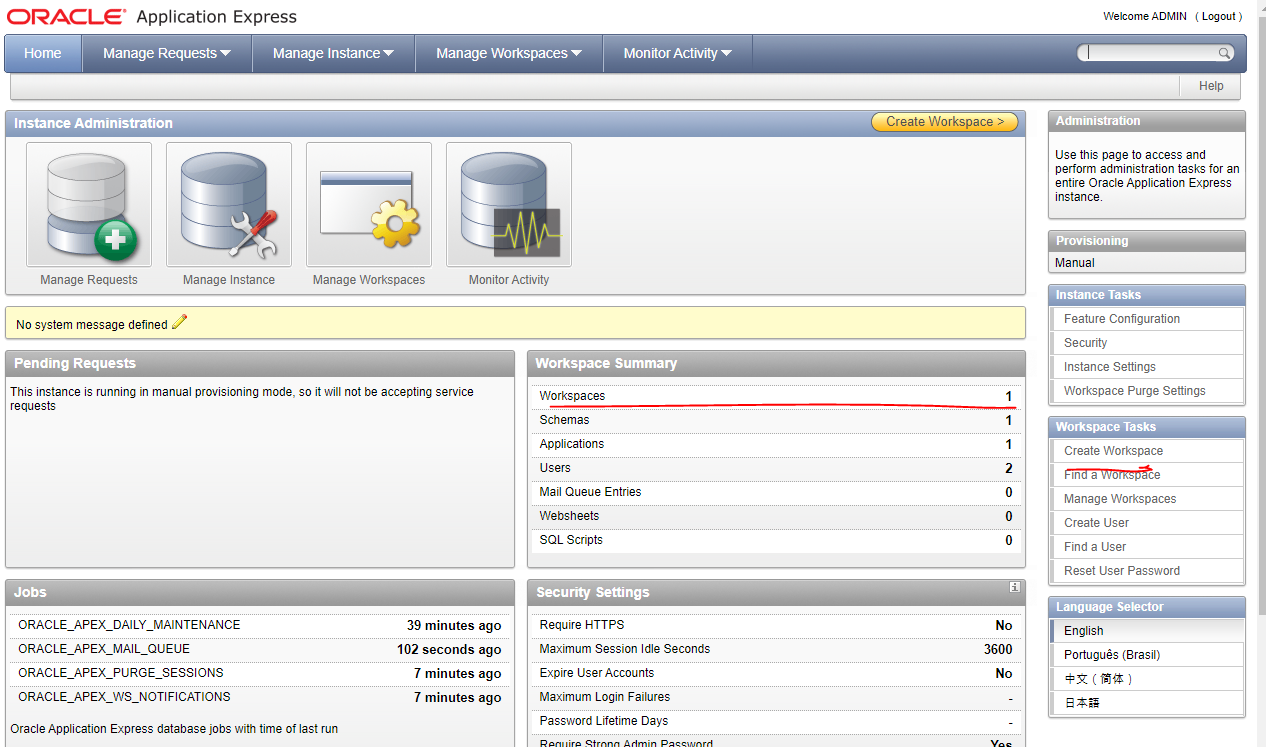 ORACLE Application Express
Welcome ADMIN ( Logout )
Home Manage Requests Manage Instance Manage Workspaces Monitor Activity
Help
Instance Administration
Create Workspace >
Manage Requests Manage Instance Manage Workspaces Monitor Activity
No system message defined
Pending Requests
This instance is running in manual provisioning mode, so it will not be accepting service
requests
Workspace Summary
Workspaces 1
Schemas 1
Applications 1
Users 2
Mail Queue Entries 0
Websheets 0
SQL Scripts 0
Jobs
ORACLE_APEX_DAILY_MAINTENANCE 39 minutes ago
ORACLE_APEX_MAIL_QUEUE 102 seconds ago
ORACLE_APEX_PURGE_SESSIONS 7 minutes ago
ORACLE_APEX_WS_NOTIFICATIONS 7 minutes ago
Oracle Application Express database jobs with time of last run
Security Settings
Require HTTPS No
Maximum Session Idle Seconds 3600
Expire User Accounts No
Maximum Login Failures -
Password Lifetime Days -
Require Strong Admin Password Yes
Administration
Use this page to access and
perform administration tasks for an
entire Oracle Application Express
instance.
Provisioning
Manual
Instance Tasks
Feature Configuration
Security
Instance Settings
Workspace Purge Settings
Workspace Tasks
Create Workspace
Find a Workspace
Manage Workspaces
Create User
Find a User
Reset User Password
Language Selector
English
Português (Brasil)
中文 ( 简体 )
日本語